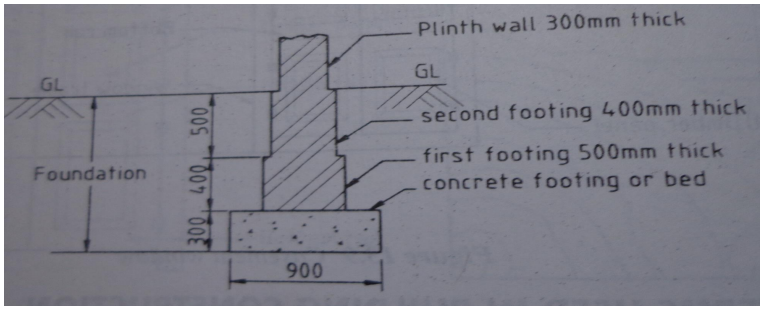 Plinth wall 300mm thick
GL
GL
500
second footing 400mm thick
first footing 500mm thick
Foundation
400
concrete footing or bed
300
900